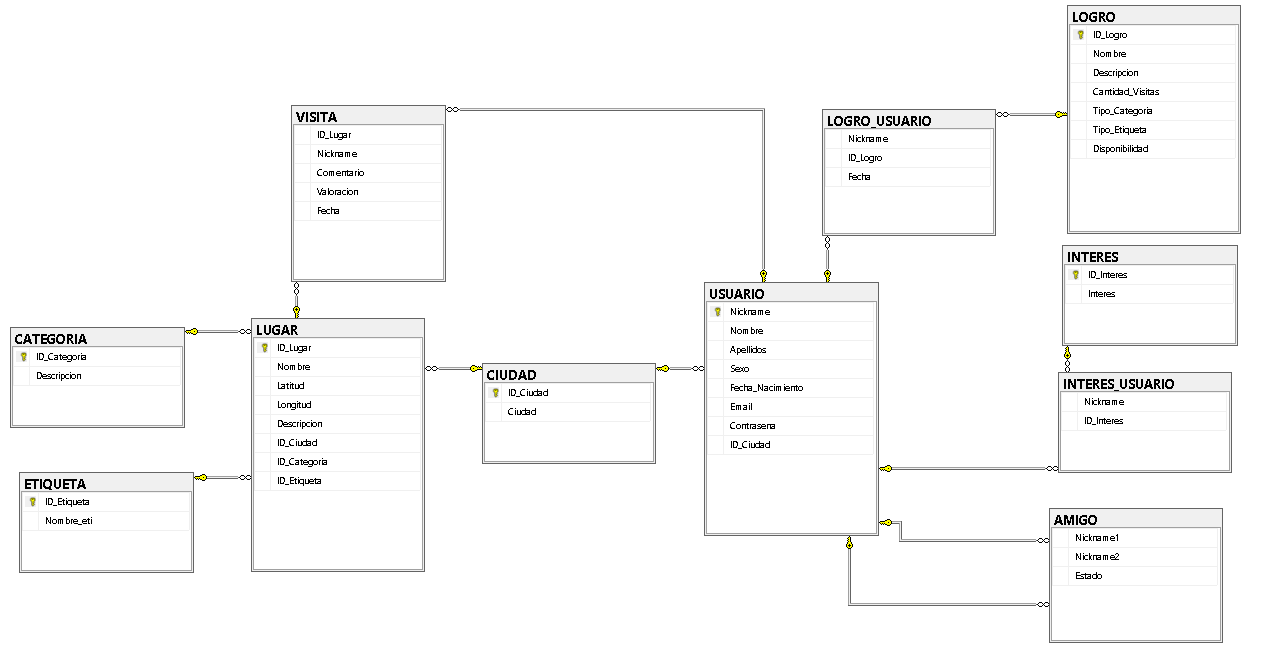 LOGRO
ID_Logro
Nombre
Descripcion
Cantidad_Visitas
Tipo_Categoria
Tipo_Etiqueta
Disponibilidad
VISITA
ID_Lugar
Nickname
Comentario
Valoracion
Fecha
LOGRO_USUARIO
Nickname
ID_Logro
Fecha
INTERES
ID_Interes
Interes
USUARIO
Nickname
Nombre
Apellidos
Sexo
Fecha_Nacimiento
Email
Contrasena
ID_Ciudad
CATEGORIA
ID_Categoria
Descripcion
LUGAR
ID_Lugar
Nombre
Latitud
Longitud
Descripcion
ID_Ciudad
ID_Categoria
ID_Etiqueta
CIUDAD
ID_Ciudad
Ciudad
INTERES_USUARIO
Nickname
ID_Interes
ETIQUETA
ID_Etiqueta
Nombre_eti
AMIGO
Nickname1
Nickname2
Estado